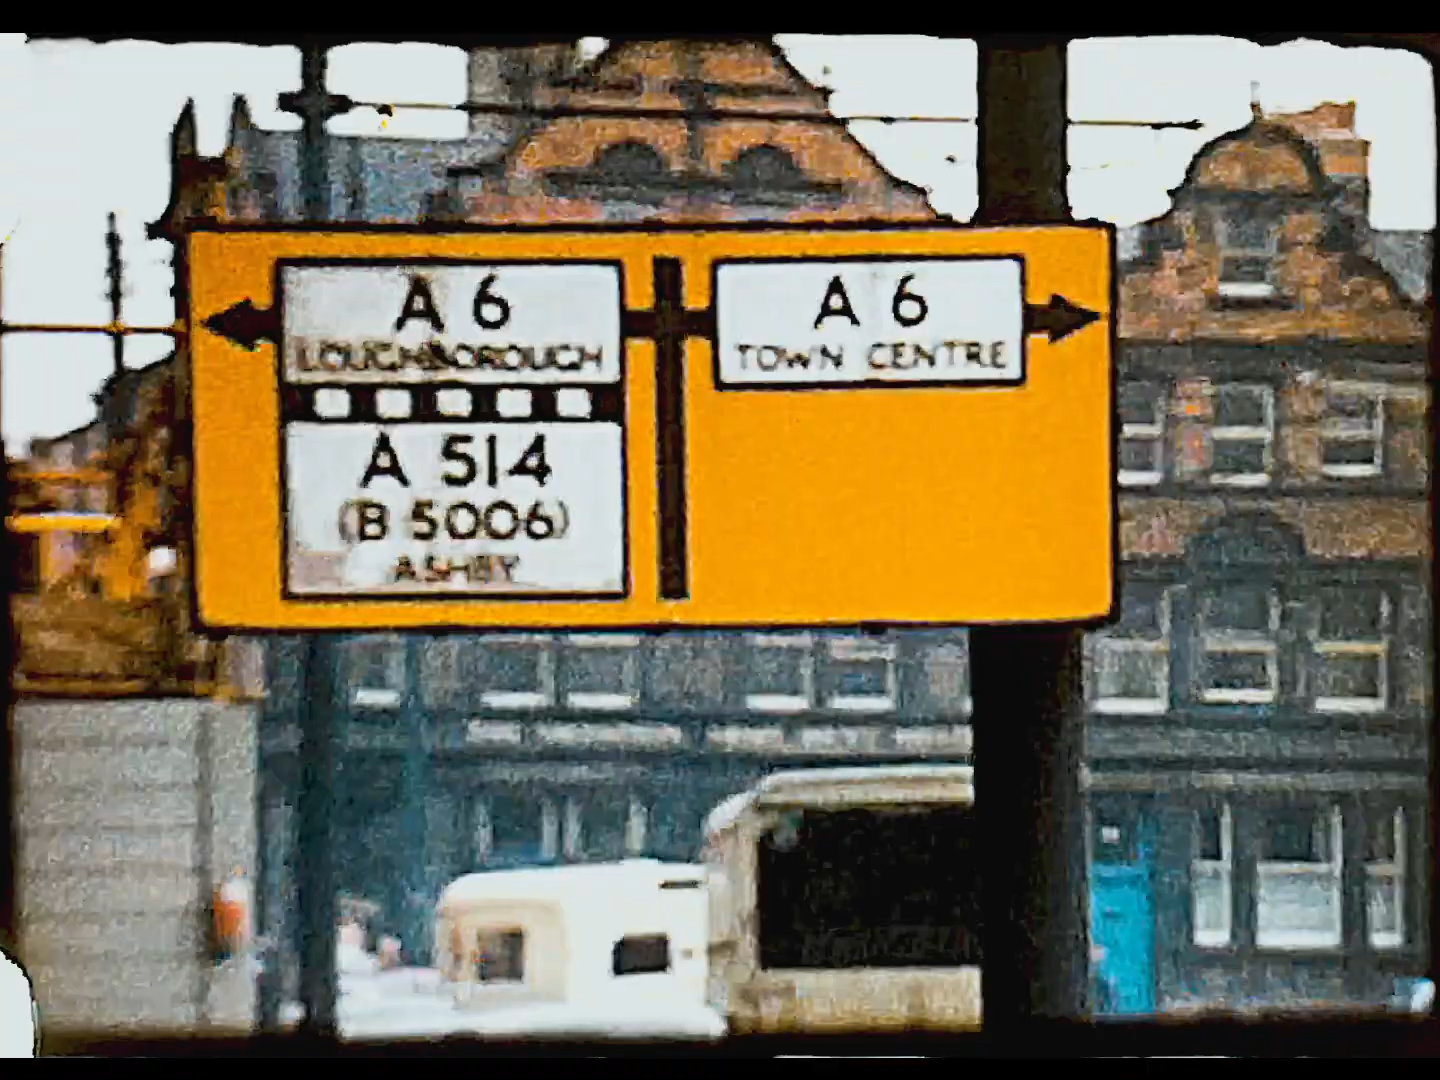 A 6
LOUGHBOROUGH
A 514
(B 5006)
ASHBY
A 6
TOWN CENTRE